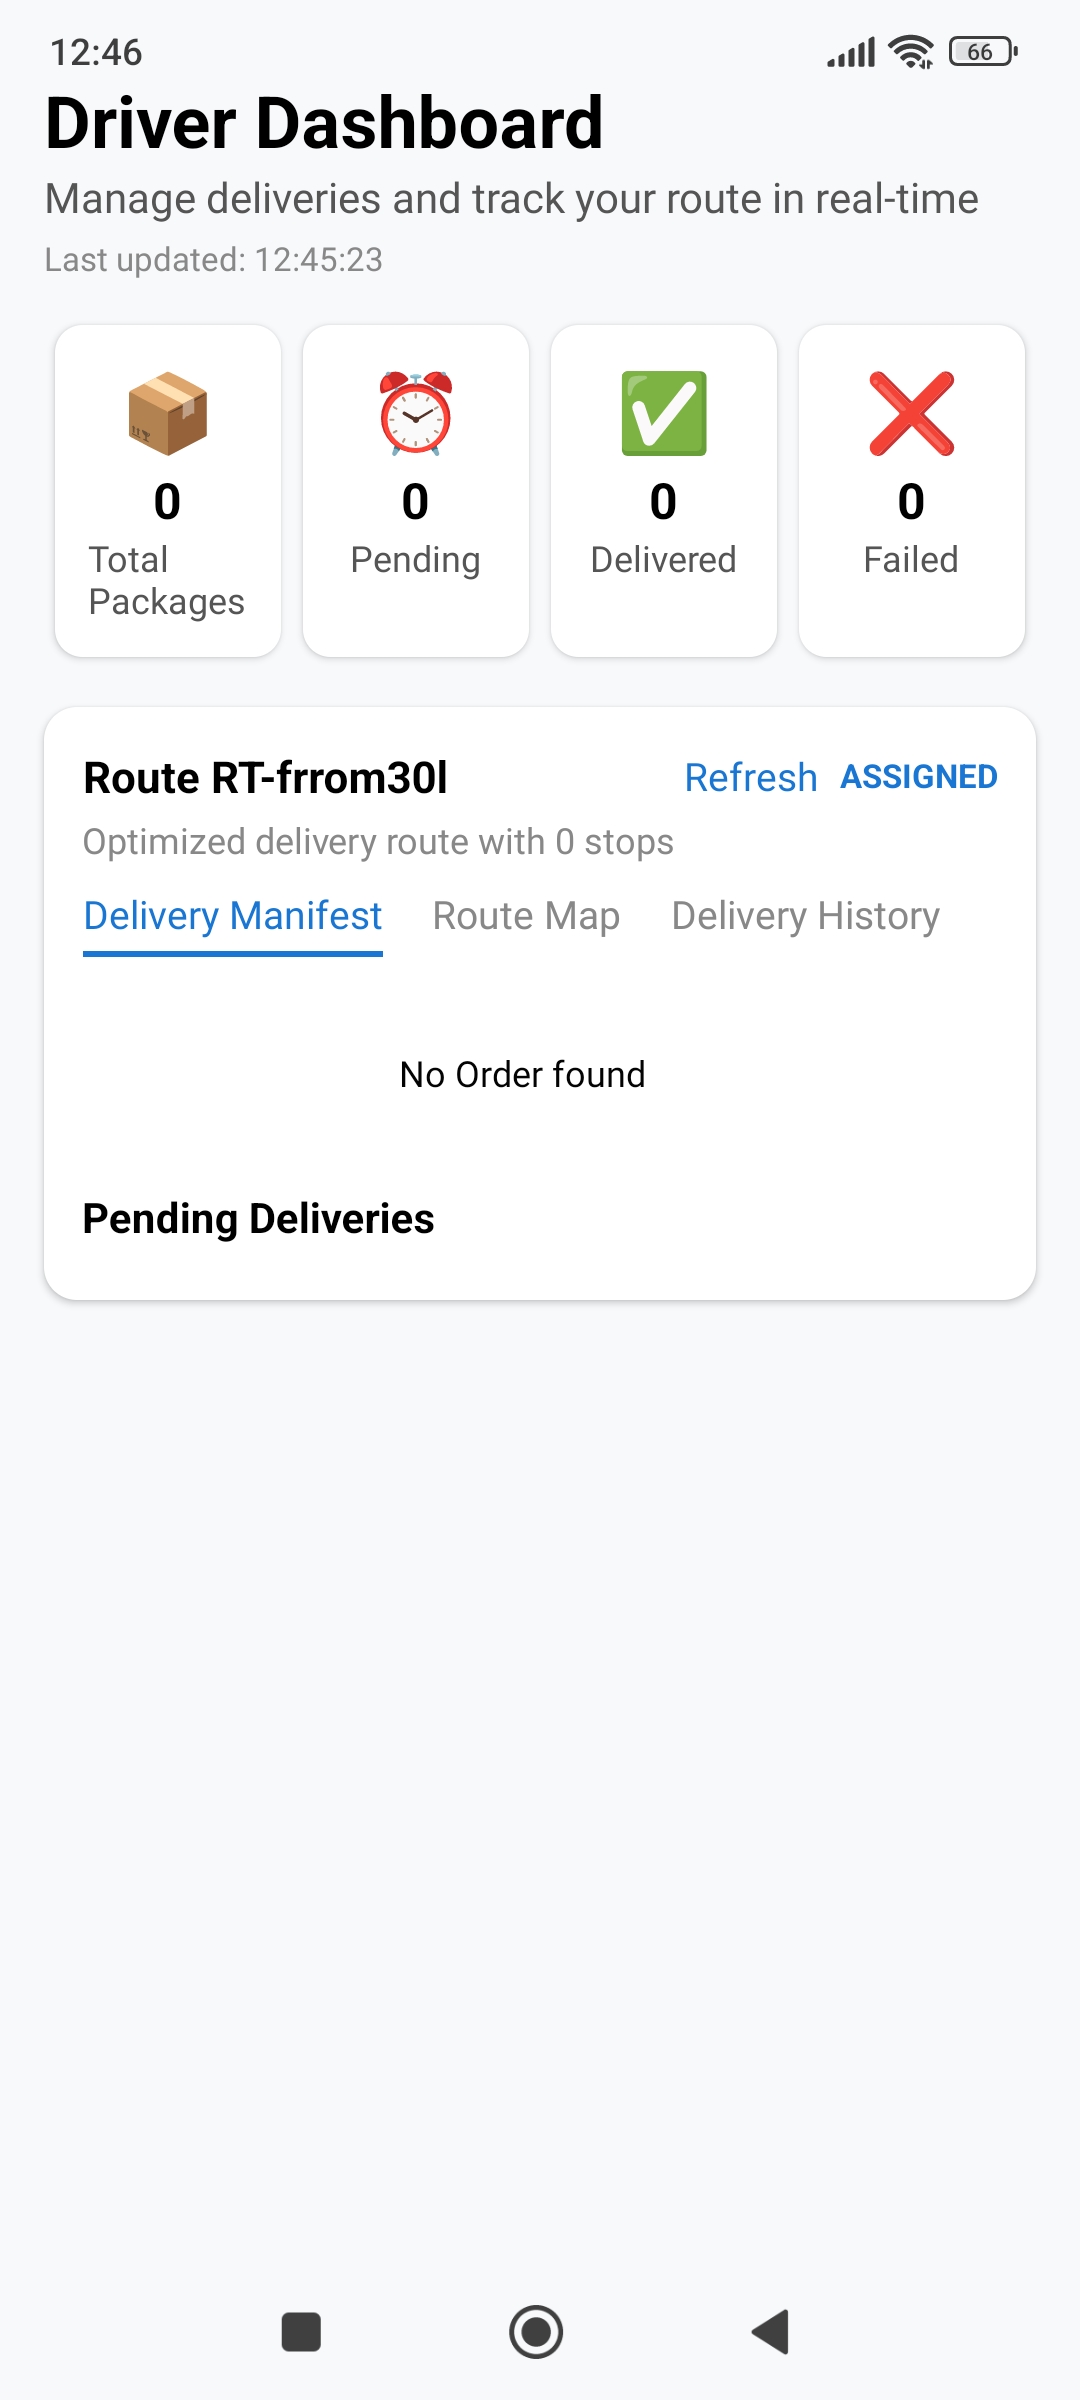 12:46
66
Driver Dashboard
Manage deliveries and track your route in real-time
Last updated: 12:45:23
0
Total
Packages
0
Pending
0
Delivered
0
Failed
Route RT-frrom30l
Refresh ASSIGNED
Optimized delivery route with 0 stops
Delivery Manifest Route Map Delivery History
No Order found
Pending Deliveries